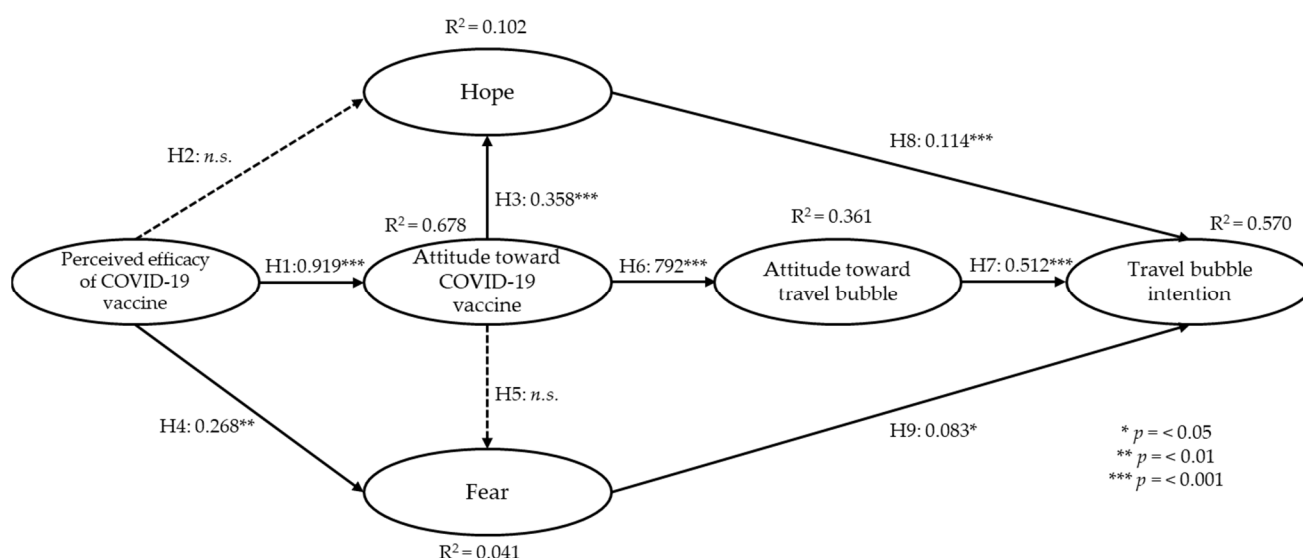 R² = 0.102
Hope
H2: n.s.
H8: 0.114***
H3: 0.358***
R² = 0.678
R² = 0.361
R² = 0.570
Perceived efficacy
of COVID-19
vaccine
H1:0.919***
Attitude toward
COVID-19
vaccine
H6: 792***
Attitude toward
travel bubble
H7: 0.512***
Travel bubble
intention
H5: n.s.
H4: 0.268**
H9: 0.083*
Fear
R² = 0.041
* p = < 0.05
** p = < 0.01
*** p = < 0.001